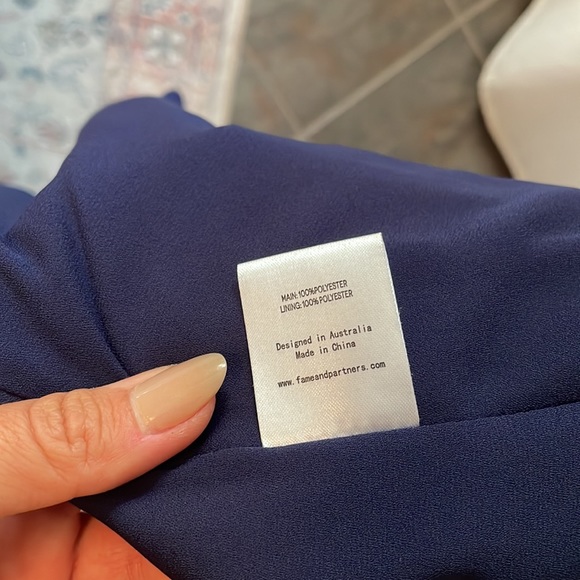 MAIN:100%POLYESTER
LINING:100%POLYESTER
Designed in Australia
Made in China
www.fameandpartners.com